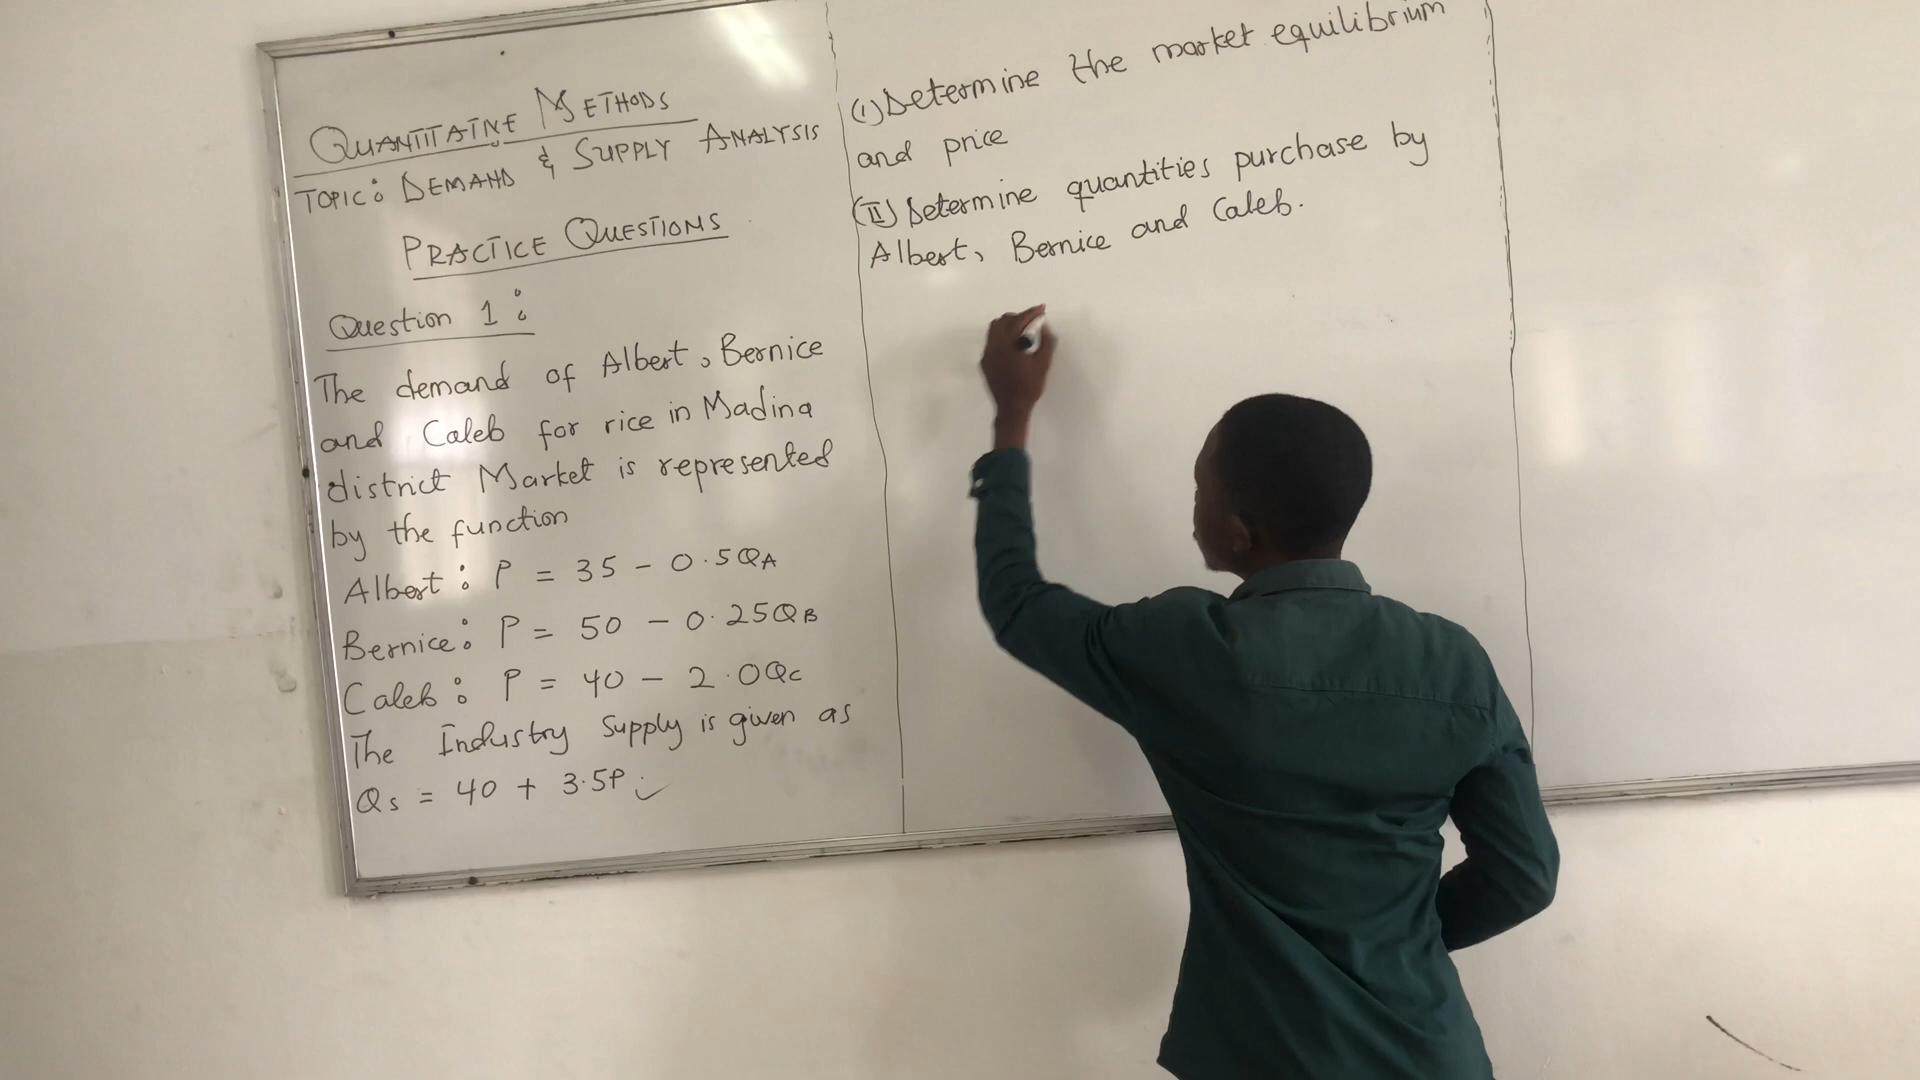 QUANTITATIVE METHODS
TOPIC: DEMAND & SUPPLY ANALYSIS
PRACTICE QUESTIONS
Question 1:
The demand of Albert, Bernice
and Caleb for rice in Madina
district Market is represented
by the function
Albert: P = 35 - 0.5QA
Bernice: P = 50 - 0.25QB
Caleb: P = 40 - 2.0QC
The Industry Supply is given as
Qs = 40 + 3.5P;
(I) Determine the market equilibrium
and price
(II) Determine quantities purchase by
Albert, Bernice and Caleb.